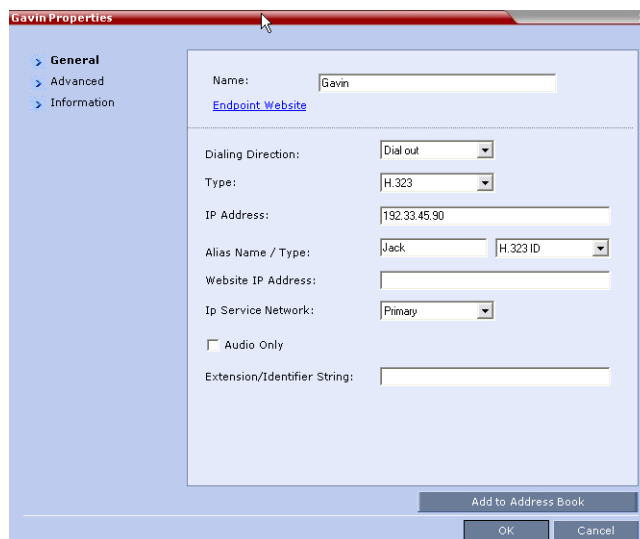 Gavin Properties
General
Advanced
Information
Name: Gavin
Endpoint Website
Dialing Direction: Dial out
Type: H.323
IP Address: 192.33.45.90
Alias Name / Type: Jack H.323 ID
Website IP Address:
Ip Service Network: Primary
Audio Only
Extension/Identifier String:
Add to Address Book
OK Cancel